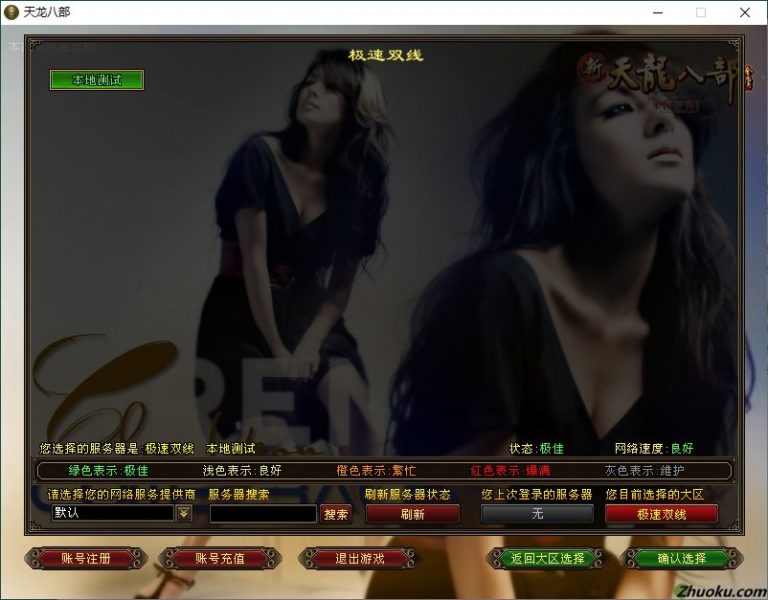 天龙八部
极速双线
本地测试
新天龍八部
您选择的服务器是:极速双线 本地测试 状态:极佳 网络速度:良好
绿色表示:极佳 浅色表示:良好 橙色表示:繁忙 红色表示:爆满 灰色表示:维护
请选择您的网络服务提供商 服务器搜索 刷新服务器状态 您上次登录的服务器 您目前选择的大区
默认 搜索 刷新 无 极速双线
账号注册 账号充值 退出游戏 返回大区选择 确认选择
Zhuoku.com